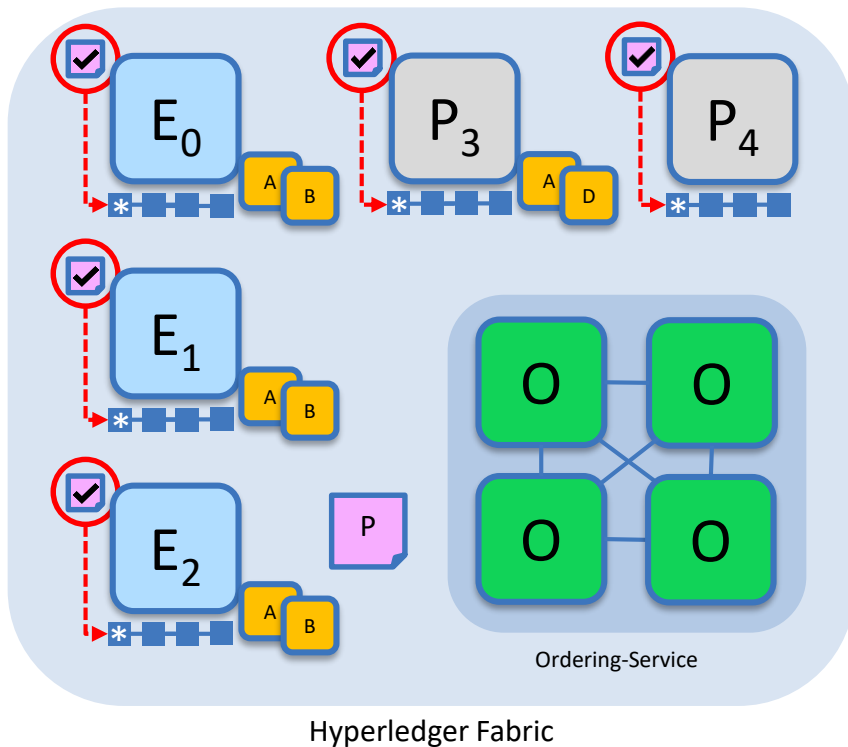 E₀
A
B
*
P₃
A
D
*
P₄
*
E₁
A
B
*
E₂
A
B
*
P
O
O
O
O
Ordering-Service
Hyperledger Fabric